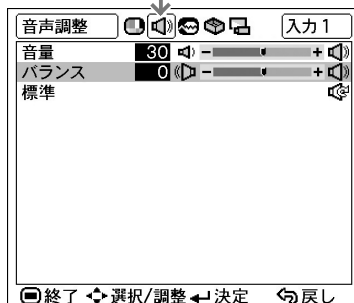 音声調整 入力1
音量 30 − +
バランス 0 − +
標準
終了 選択/調整 決定 戻し